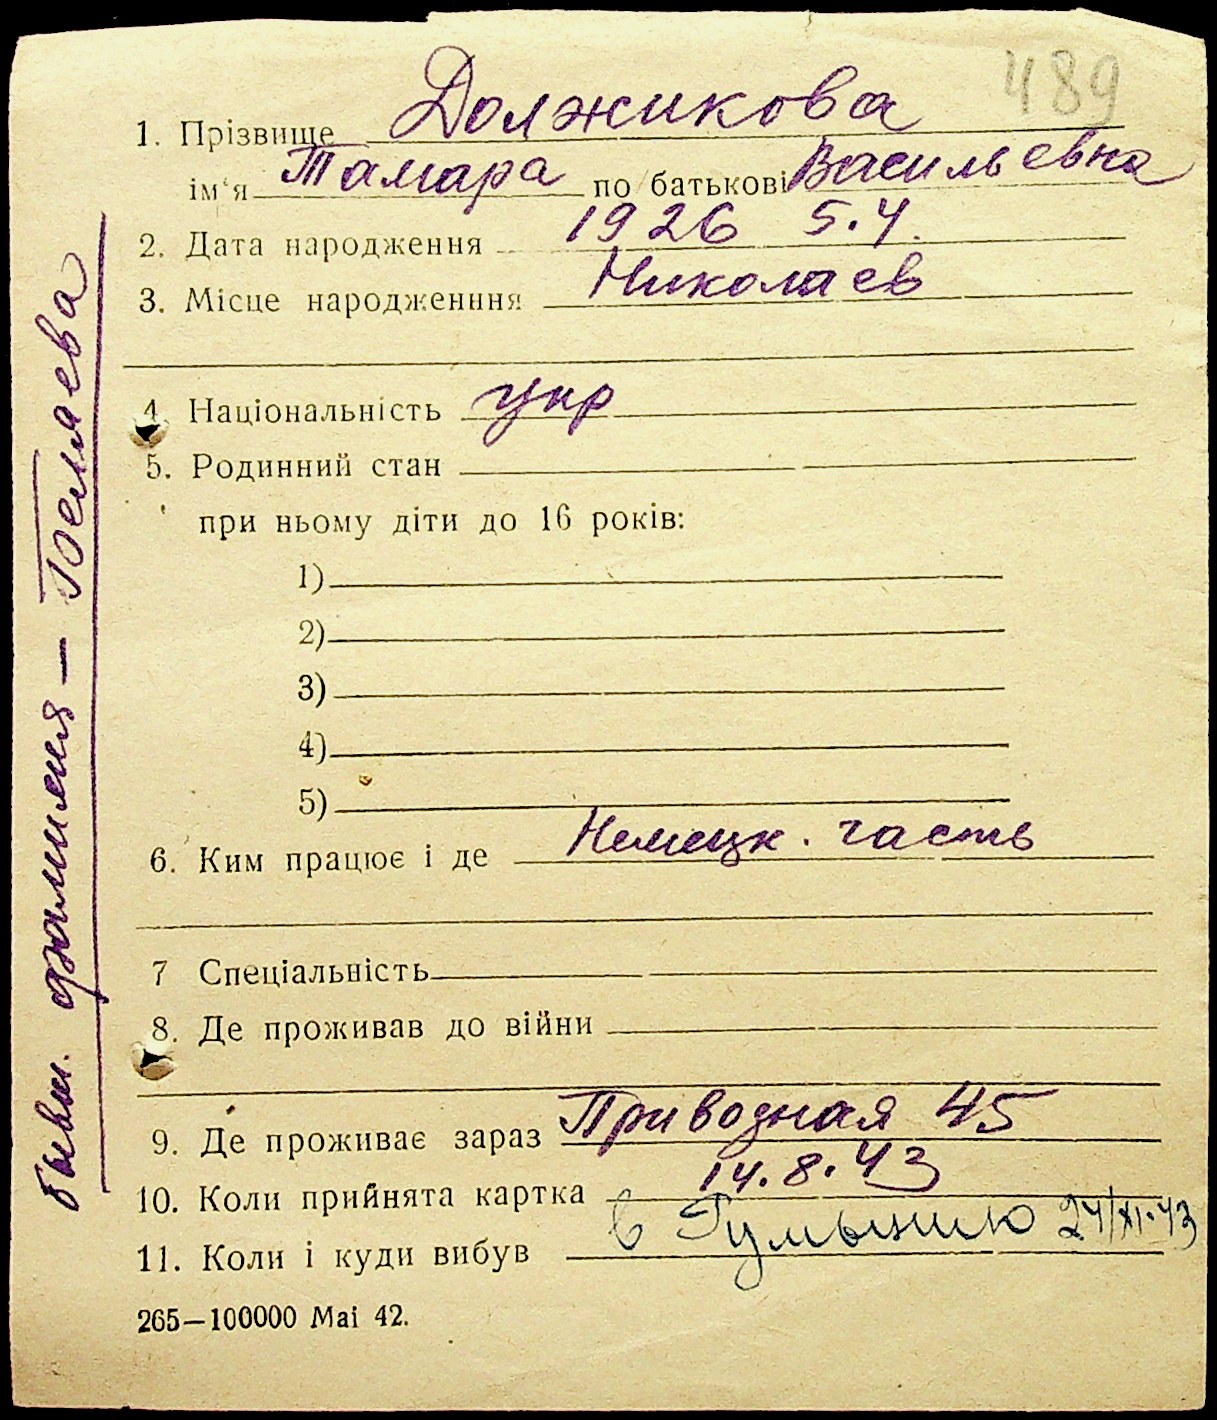 489
1. Прізвище Должикова
ім'я Тамара по батькові Васильевна
2. Дата народження 1926 5.4.
3. Місце народженння Николаев
4. Національність укр
5. Родинний стан
при ньому діти до 16 років:
1)
2)
3)
4)
5)
6. Ким працює і де Немецк. часть
7 Спеціальність
8. Де проживав до війни
9. Де проживає зараз Приводная 45
10. Коли прийнята картка 14.8.43
11. Коли і куди вибув в Румынию 24/XI.43
265—100000 Mai 42.
бывш. фамилия — Беляева